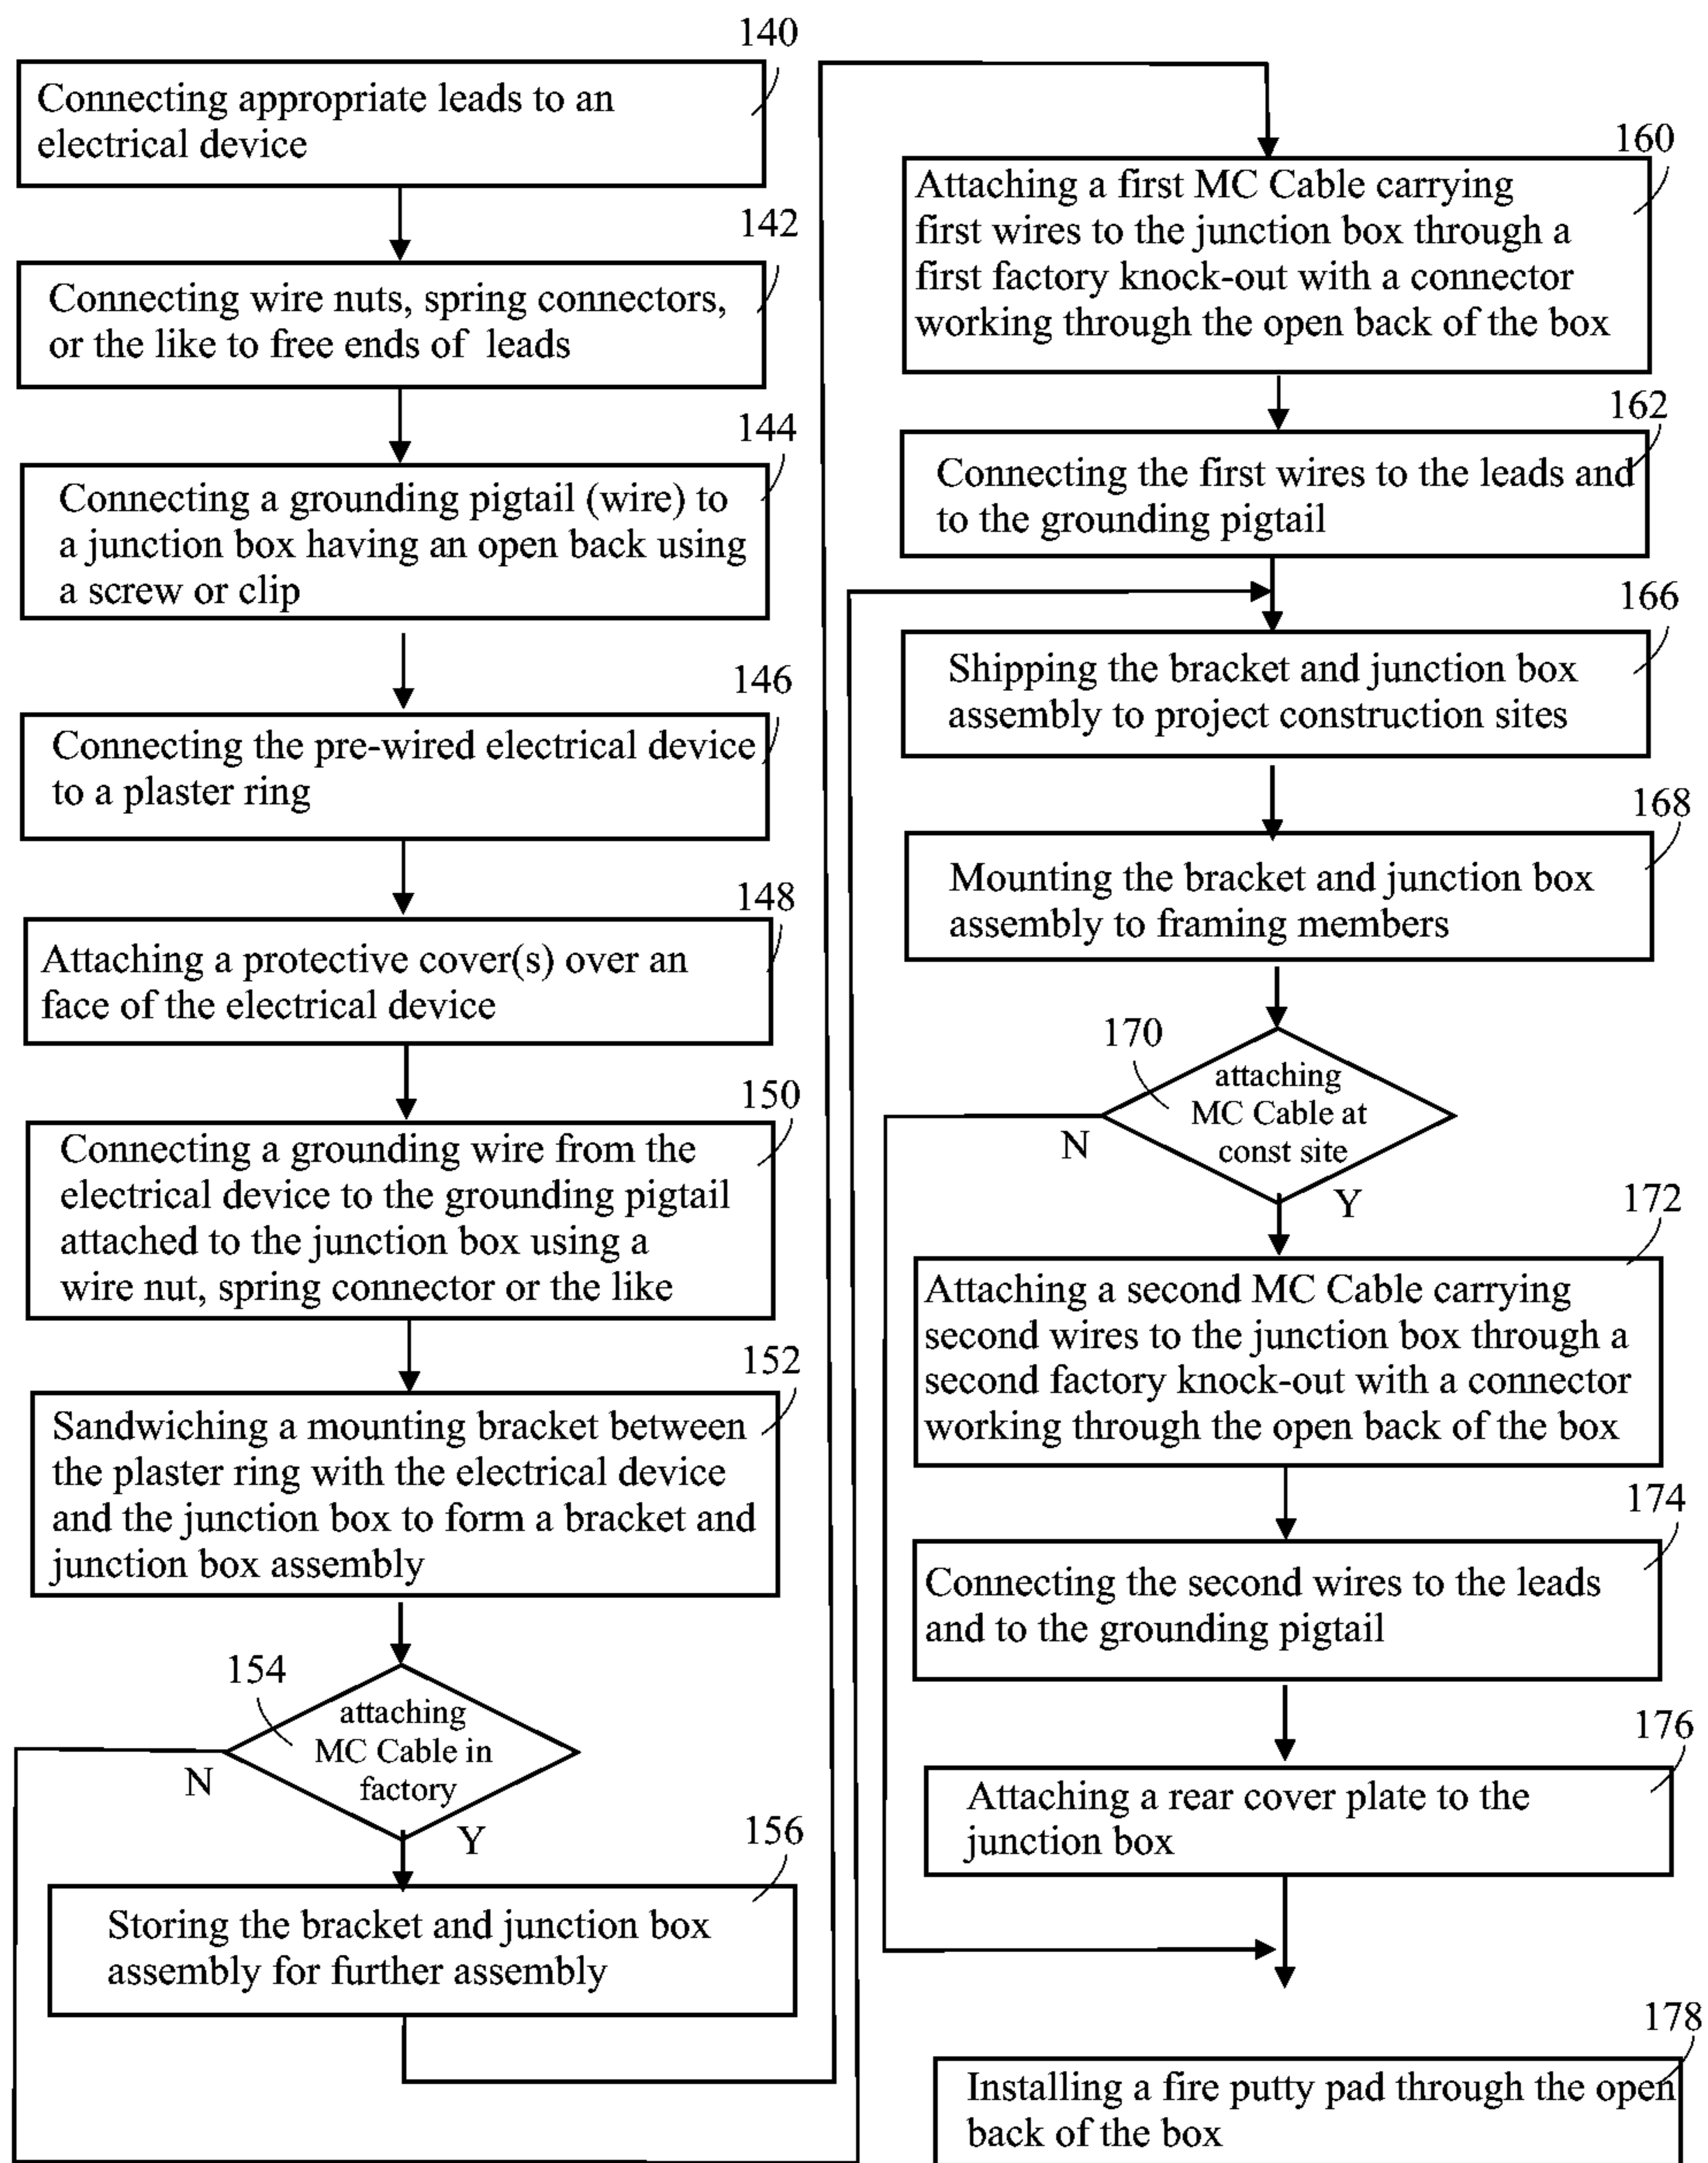 140
Connecting appropriate leads to an
electrical device
142
Connecting wire nuts, spring connectors,
or the like to free ends of leads
144
Connecting a grounding pigtail (wire) to
a junction box having an open back using
a screw or clip
146
Connecting the pre-wired electrical device
to a plaster ring
148
Attaching a protective cover(s) over an
face of the electrical device
150
Connecting a grounding wire from the
electrical device to the grounding pigtail
attached to the junction box using a
wire nut, spring connector or the like
152
Sandwiching a mounting bracket between
the plaster ring with the electrical device
and the junction box to form a bracket and
junction box assembly
154
attaching
MC Cable in
factory
N
Y
156
Storing the bracket and junction box
assembly for further assembly
160
Attaching a first MC Cable carrying
first wires to the junction box through a
first factory knock-out with a connector
working through the open back of the box
162
Connecting the first wires to the leads and
to the grounding pigtail
166
Shipping the bracket and junction box
assembly to project construction sites
168
Mounting the bracket and junction box
assembly to framing members
170
attaching
MC Cable at
const site
N
Y
172
Attaching a second MC Cable carrying
second wires to the junction box through a
second factory knock-out with a connector
working through the open back of the box
174
Connecting the second wires to the leads
and to the grounding pigtail
176
Attaching a rear cover plate to the
junction box
178
Installing a fire putty pad through the open
back of the box